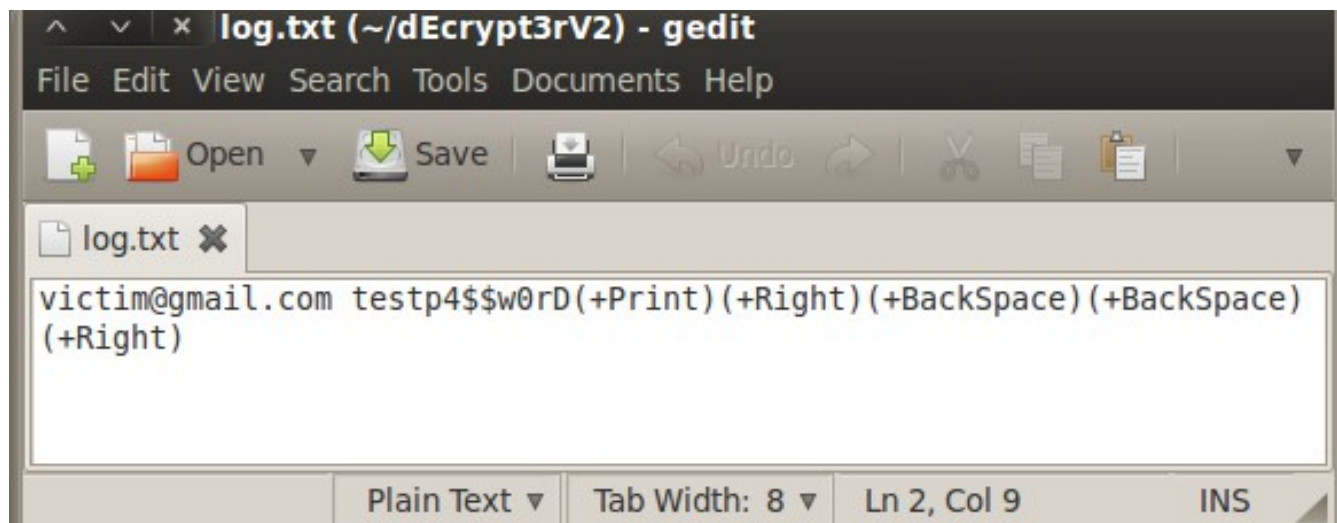 log.txt (~/dEcrypt3rV2) - gedit
File Edit View Search Tools Documents Help
Open Save Undo
log.txt
victim@gmail.com testp4$$w0rD(+Print)(+Right)(+BackSpace)(+BackSpace)
(+Right)
Plain Text Tab Width: 8 Ln 2, Col 9 INS